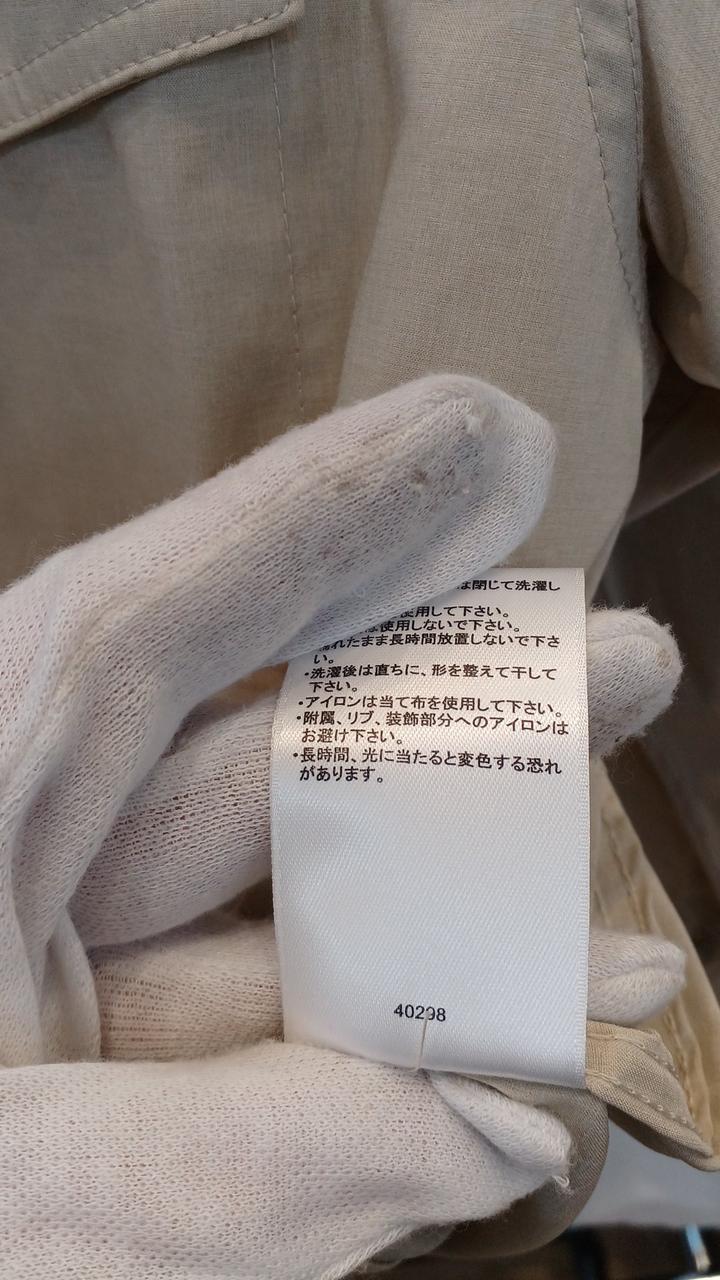 は閉じて洗濯し
使用して下さい。
は使用しないで下さい。
濡れたまま長時間放置しないで下さ
い。
・洗濯後は直ちに、形を整えて干して
下さい。
・アイロンは当て布を使用して下さい。
・附属、リブ、装飾部分へのアイロンは
お避け下さい。
・長時間、光に当たると変色する恐れ
があります。
40298